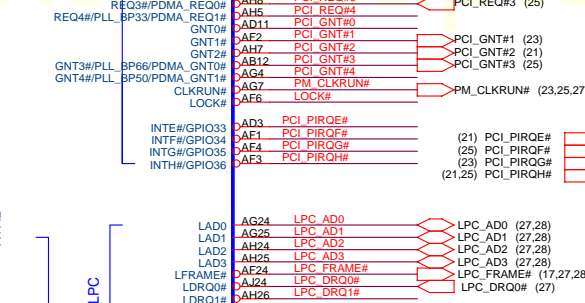 REQ3#/PDMA_REQ0# AH8 PCI_REQ#3 PCI_REQ#3 (25)
REQ4#/PLL_BP33/PDMA_REQ1# AH5 PCI_REQ#4
GNT0# AD11 PCI_GNT#0
GNT1# AF2 PCI_GNT#1 PCI_GNT#1 (23)
GNT2# AH7 PCI_GNT#2 PCI_GNT#2 (21)
GNT3#/PLL_BP66/PDMA_GNT0# AB12 PCI_GNT#3 PCI_GNT#3 (25)
GNT4#/PLL_BP50/PDMA_GNT1# AG4 PCI_GNT#4
CLKRUN# AG7 PM_CLKRUN# PM_CLKRUN# (23,25,27
LOCK# AF6 LOCK#
INTE#/GPIO33 AD3 PCI_PIRQE# (21) PCI_PIRQE#
INTF#/GPIO34 AF1 PCI_PIRQF# (25) PCI_PIRQF#
INTG#/GPIO35 AF4 PCI_PIRQG# (23) PCI_PIRQG#
INTH#/GPIO36 AF3 PCI_PIRQH# (21,25) PCI_PIRQH#
LPC
LAD0 AG24 LPC_AD0 LPC_AD0 (27,28)
LAD1 AG25 LPC_AD1 LPC_AD1 (27,28)
LAD2 AH24 LPC_AD2 LPC_AD2 (27,28)
LAD3 AH25 LPC_AD3 LPC_AD3 (27,28)
LFRAME# AF24 LPC_FRAME# LPC_FRAME# (17,27,28
LDRQ0# AJ24 LPC_DRQ0# LPC_DRQ0# (27)
LDRQ1# AH26 LPC_DRQ1#